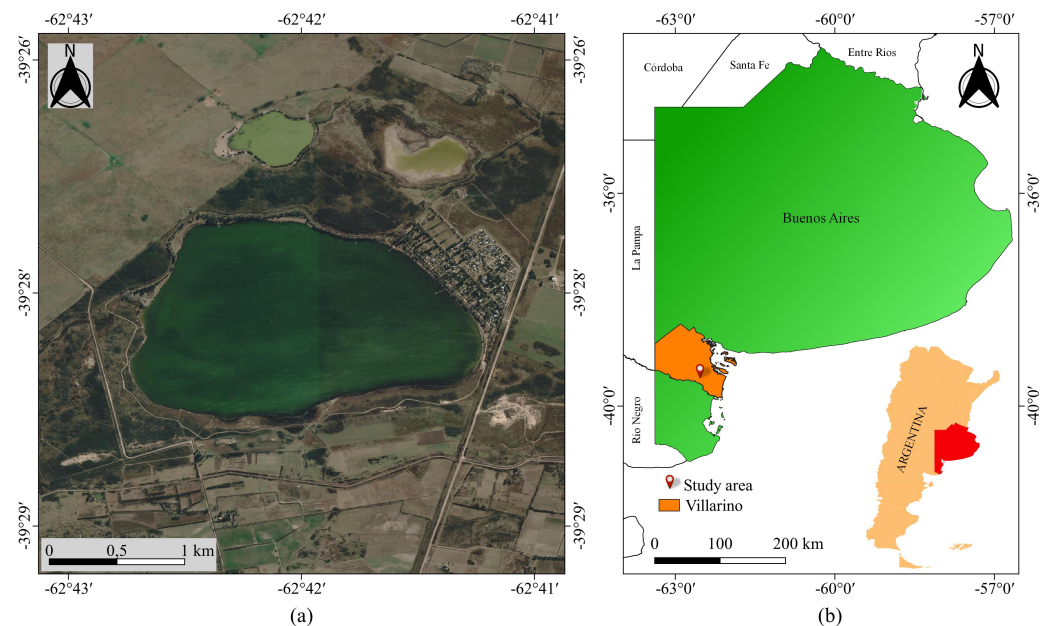 -62°43′ -62°42′ -62°41′
-39°26′
-39°28′
-39°29′
-39°26′
-39°28′
-39°29′
N
0 0,5 1 km
-62°43′ -62°42′ -62°41′
(a)
-63°0′ -60°0′ -57°0′
-36°0′
-40°0′
-36°0′
-40°0′
N
Córdoba
Santa Fe
Entre Rios
La Pampa
Buenos Aires
Rio Negro
ARGENTINA
Study area
Villarino
0 100 200 km
-63°0′ -60°0′ -57°0′
(b)